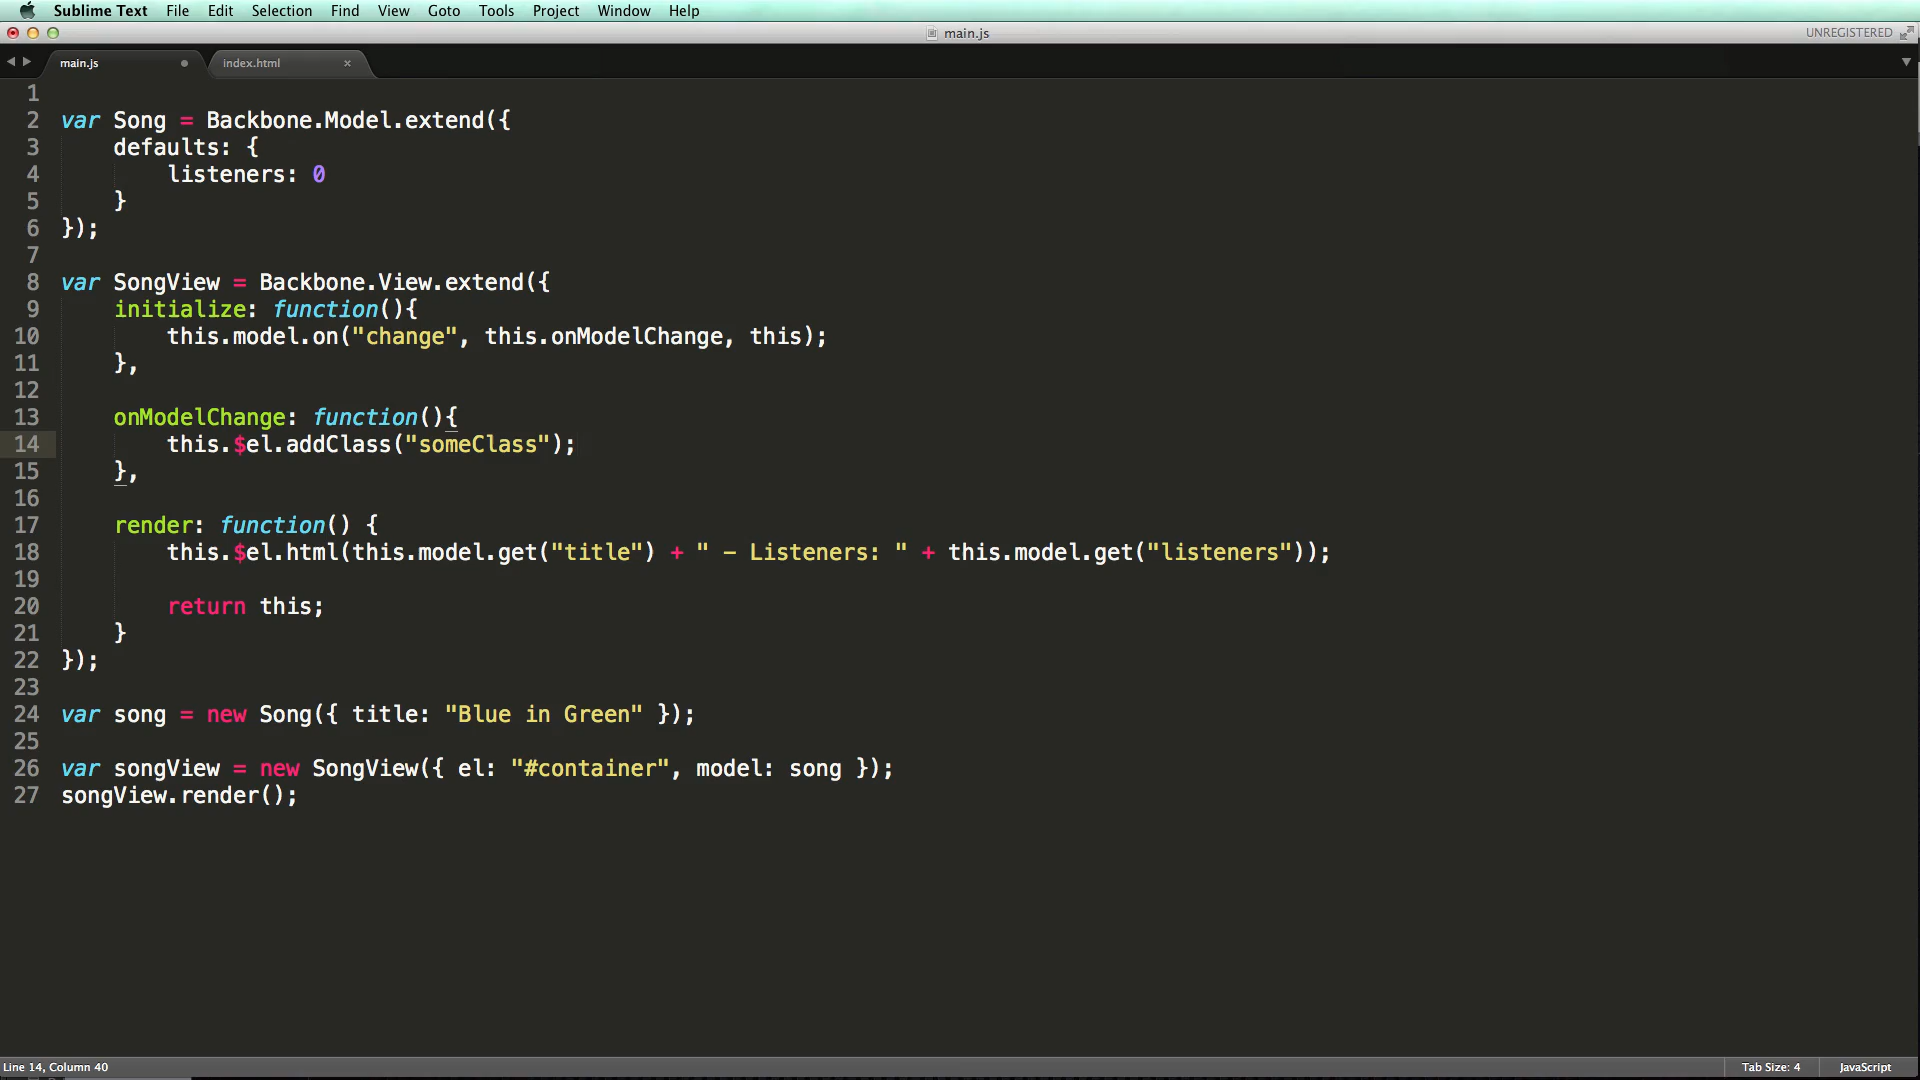 Sublime Text File Edit Selection Find View Goto Tools Project Window Help
main.js UNREGISTERED
main.js index.html ×
1
2 var Song = Backbone.Model.extend({
3 defaults: {
4 listeners: 0
5 }
6 });
7
8 var SongView = Backbone.View.extend({
9 initialize: function(){
10 this.model.on("change", this.onModelChange, this);
11 },
12
13 onModelChange: function(){
14 this.$el.addClass("someClass");
15 },
16
17 render: function() {
18 this.$el.html(this.model.get("title") + " - Listeners: " + this.model.get("listeners"));
19
20 return this;
21 }
22 });
23
24 var song = new Song({ title: "Blue in Green" });
25
26 var songView = new SongView({ el: "#container", model: song });
27 songView.render();
Line 14, Column 40 Tab Size: 4 JavaScript